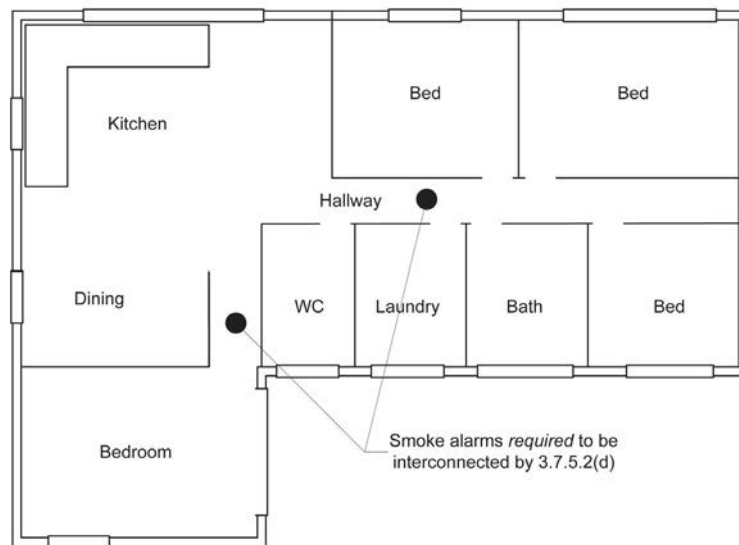 Bed
Bed
Kitchen
Hallway
Dining
WC
Laundry
Bath
Bed
Bedroom
Smoke alarms required to be
interconnected by 3.7.5.2(d)